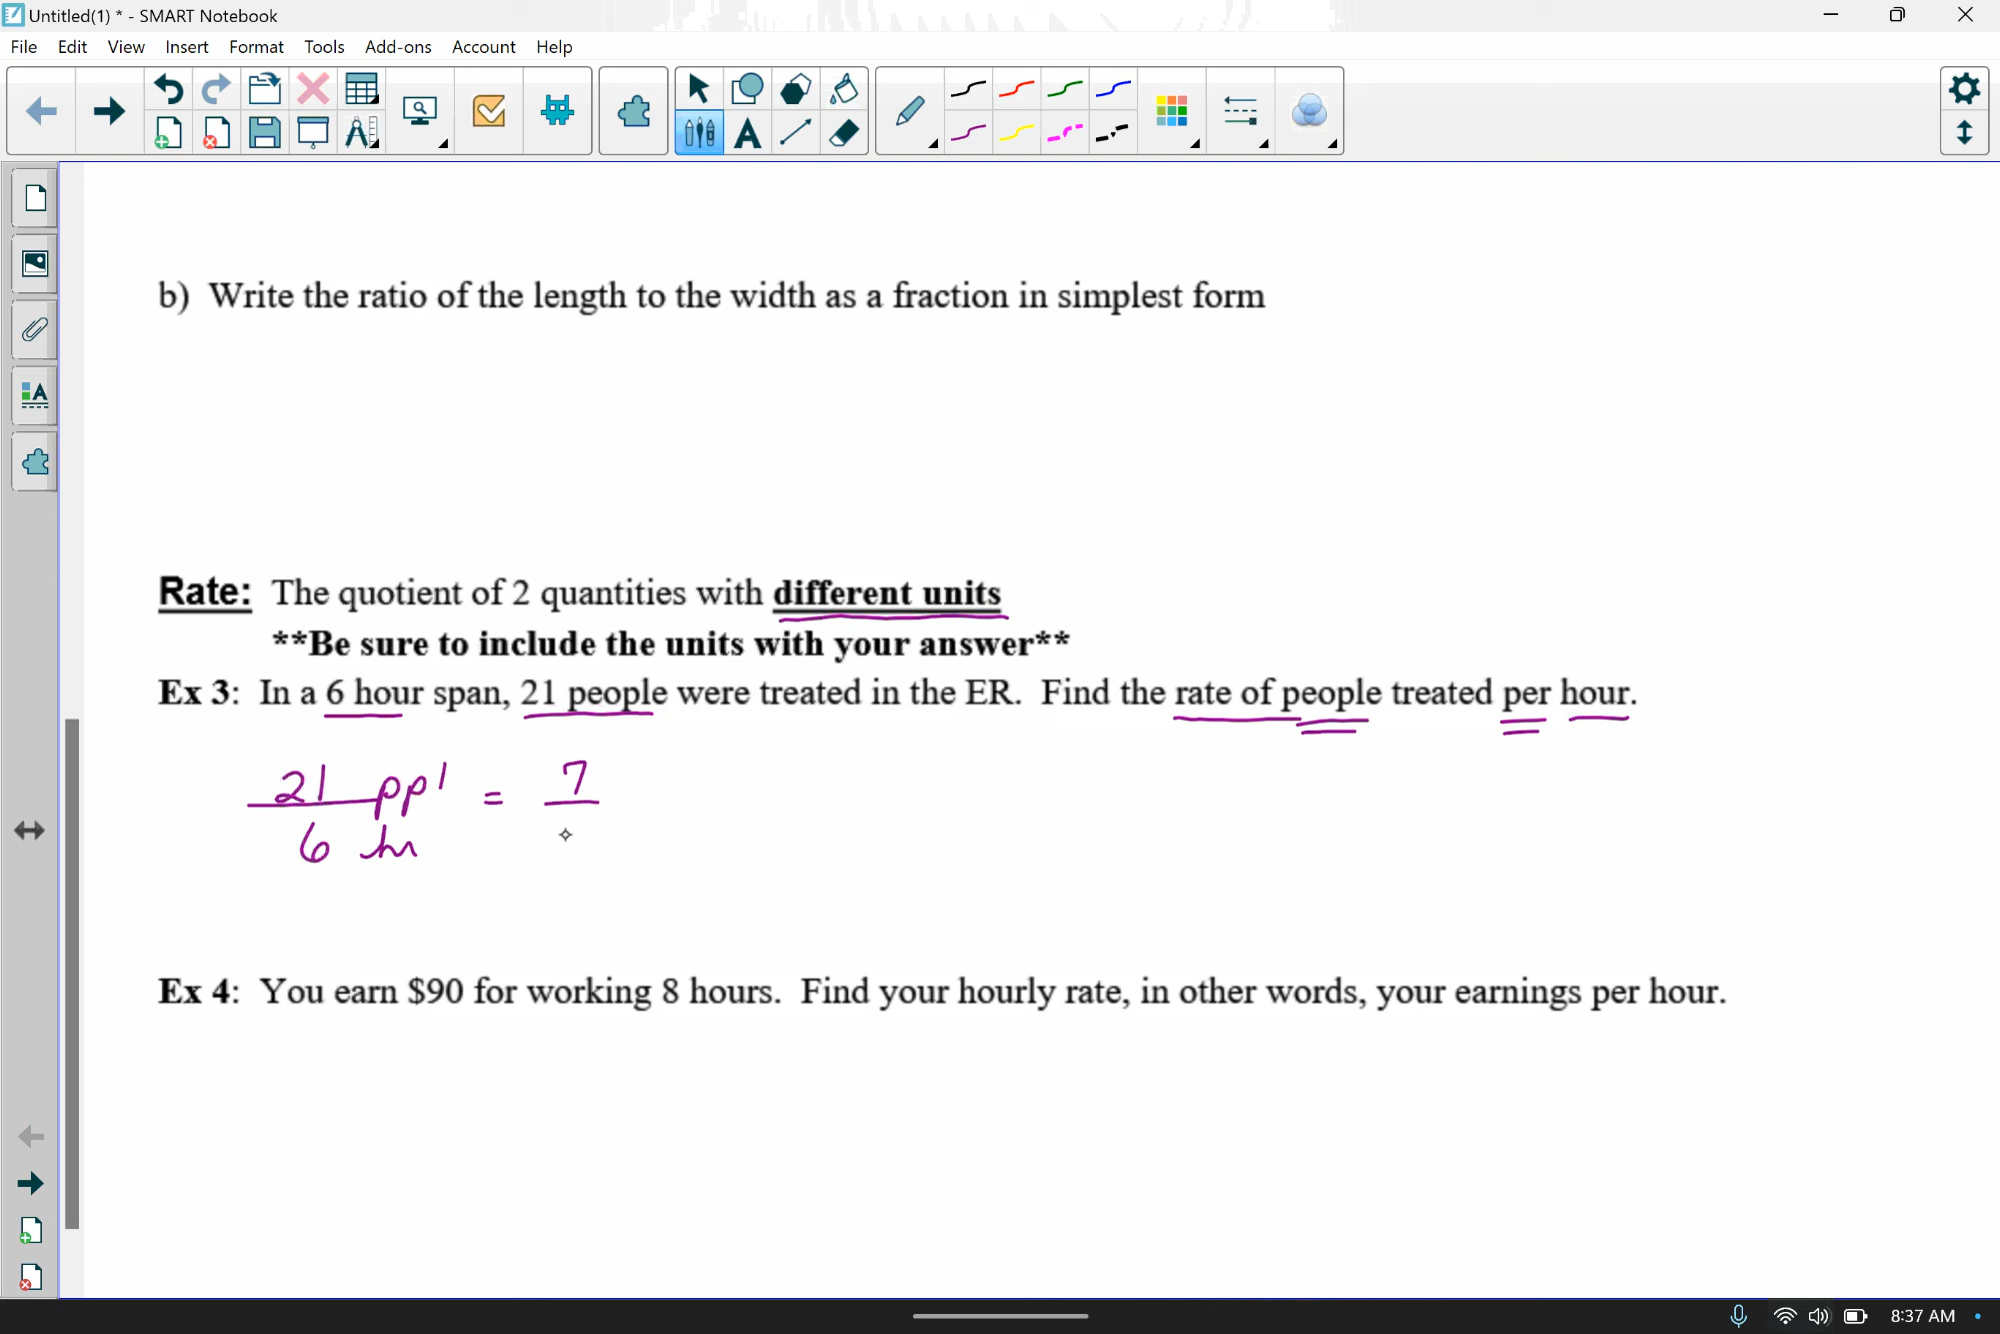 Untitled(1) * - SMART Notebook
File Edit View Insert Format Tools Add-ons Account Help
b) Write the ratio of the length to the width as a fraction in simplest form
Rate: The quotient of 2 quantities with different units
**Be sure to include the units with your answer**
Ex 3: In a 6 hour span, 21 people were treated in the ER. Find the rate of people treated per hour.
21 ppl = 7
6 hr
Ex 4: You earn $90 for working 8 hours. Find your hourly rate, in other words, your earnings per hour.
8:37 AM